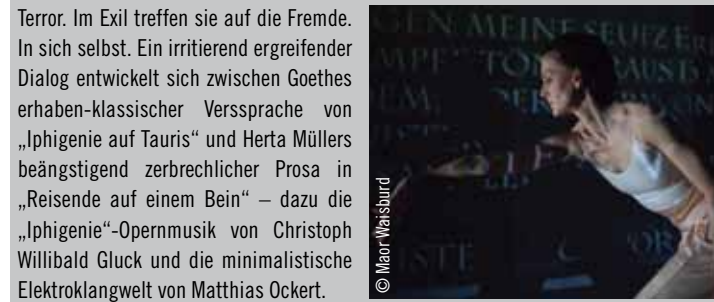 Terror. Im Exil treffen sie auf die Fremde.
In sich selbst. Ein irritierend ergreifender
Dialog entwickelt sich zwischen Goethes
erhaben-klassischer Verssprache von
„Iphigenie auf Tauris“ und Herta Müllers
beängstigend zerbrechlicher Prosa in
„Reisende auf einem Bein“ – dazu die
„Iphigenie“-Opernmusik von Christoph
Willibald Gluck und die minimalistische
Elektroklangwelt von Matthias Ockert.
MEINE SEUFZER
© Maor Waisburd